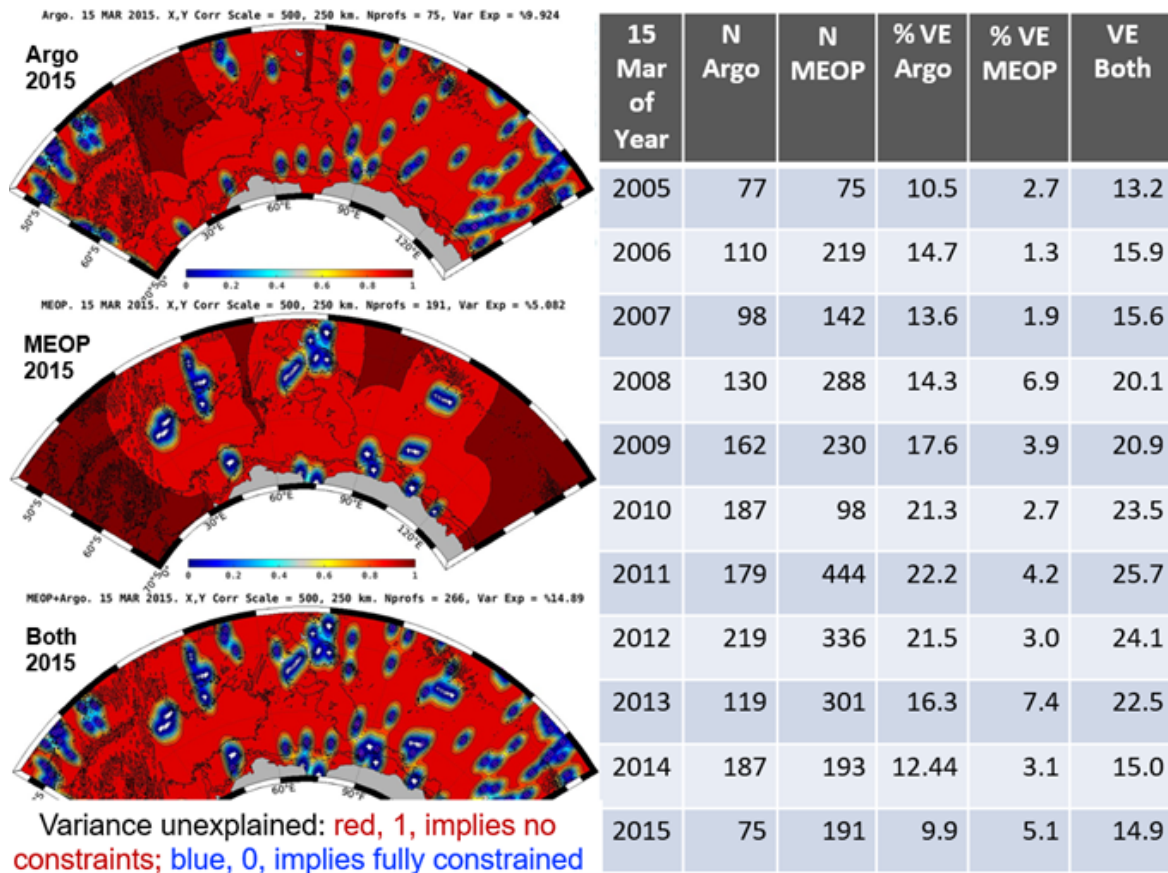 Argo. 15 MAR 2015. X,Y Corr Scale = 500, 250 km. Nprofs = 75, Var Exp = %9.924
Argo
2015
50°S
60°S
70°S
0°
30°E
60°E
90°E
120°E
0 0.2 0.4 0.6 0.8 1
MEOP. 15 MAR 2015. X,Y Corr Scale = 500, 250 km. Nprofs = 191, Var Exp = %5.082
MEOP
2015
50°S
60°S
70°S
0°
30°E
60°E
90°E
120°E
0 0.2 0.4 0.6 0.8 1
MEOP+Argo. 15 MAR 2015. X,Y Corr Scale = 500, 250 km. Nprofs = 266, Var Exp = %14.89
Both
2015
50°S
30°E
60°E
90°E
Variance unexplained: red, 1, implies no
constraints; blue, 0, implies fully constrained
15 Mar of Year N Argo N MEOP % VE Argo % VE MEOP VE Both
2005 77 75 10.5 2.7 13.2
2006 110 219 14.7 1.3 15.9
2007 98 142 13.6 1.9 15.6
2008 130 288 14.3 6.9 20.1
2009 162 230 17.6 3.9 20.9
2010 187 98 21.3 2.7 23.5
2011 179 444 22.2 4.2 25.7
2012 219 336 21.5 3.0 24.1
2013 119 301 16.3 7.4 22.5
2014 187 193 12.44 3.1 15.0
2015 75 191 9.9 5.1 14.9